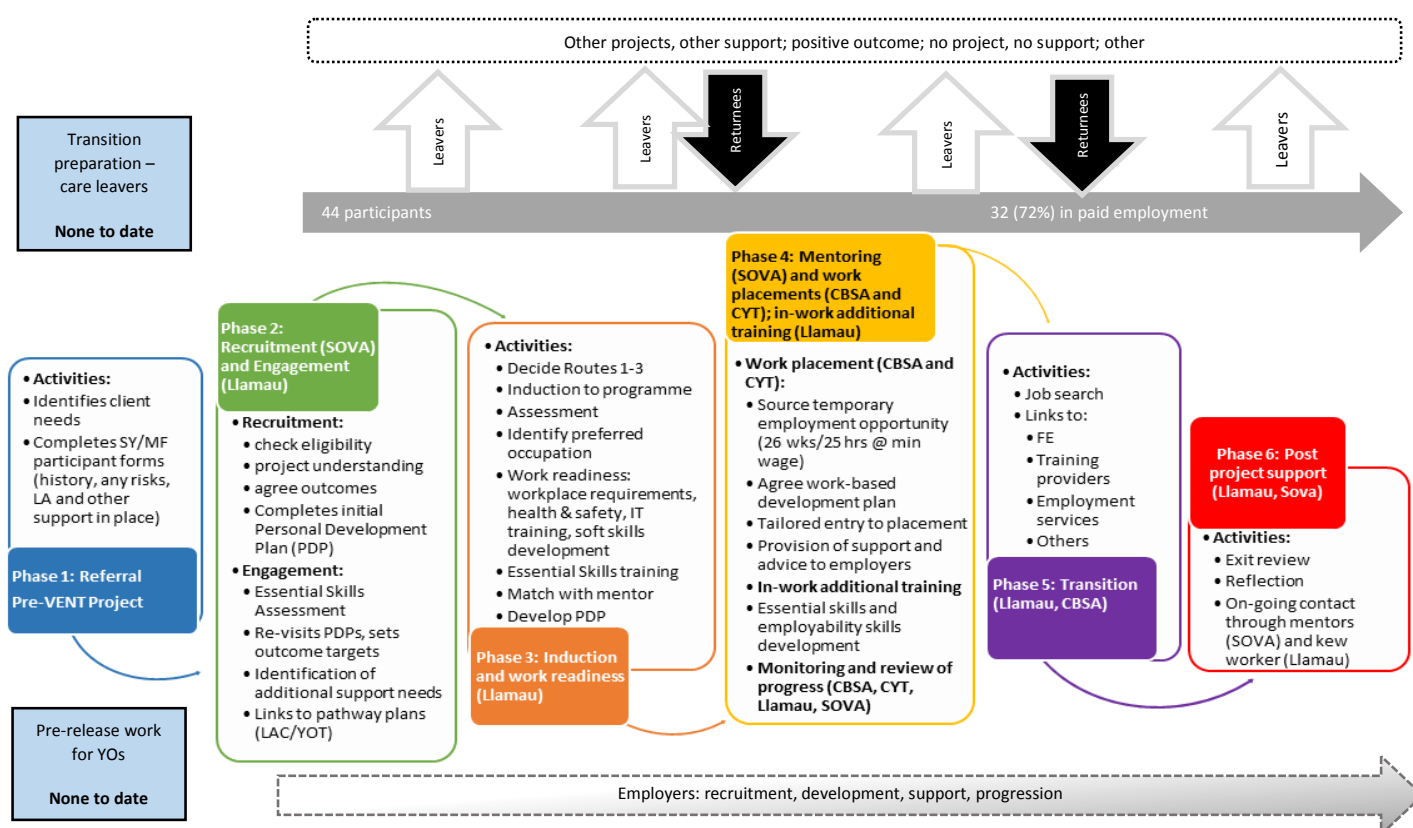 Other projects, other support; positive outcome; no project, no support; other
Leavers
Leavers
Returnees
Leavers
Returnees
Leavers
Transition
preparation –
care leavers
None to date
44 participants
32 (72%) in paid employment
• Activities:
• Identifies client
needs
• Completes SY/MF
participant forms
(history, any risks,
LA and other
support in place)
Phase 1: Referral
Pre-VENT Project
Phase 2:
Recruitment (SOVA)
and Engagement
(Llamau)
• Recruitment:
• check eligibility
• project understanding
• agree outcomes
• Completes initial
Personal Development
Plan (PDP)
• Engagement:
• Essential Skills
Assessment
• Re-visits PDPs, sets
outcome targets
• Identification of
additional support needs
• Links to pathway plans
(LAC/YOT)
• Activities:
• Decide Routes 1-3
• Induction to programme
• Assessment
• Identify preferred
occupation
• Work readiness:
workplace requirements,
health & safety, IT
training, soft skills
development
• Essential Skills training
• Match with mentor
• Develop PDP
Phase 3: Induction
and work readiness
(Llamau)
Phase 4: Mentoring
(SOVA) and work
placements (CBSA and
CYT); in-work additional
training (Llamau)
• Work placement (CBSA and
CYT):
• Source temporary
employment opportunity
(26 wks/25 hrs @ min
wage)
• Agree work-based
development plan
• Tailored entry to placement
• Provision of support and
advice to employers
• In-work additional training
• Essential skills and
employability skills
development
• Monitoring and review of
progress (CBSA, CYT,
Llamau, SOVA)
• Activities:
• Job search
• Links to:
• FE
• Training
providers
• Employment
services
• Others
Phase 5: Transition
(Llamau, CBSA)
Phase 6: Post
project support
(Llamau, Sova)
• Activities:
• Exit review
• Reflection
• On-going contact
through mentors
(SOVA) and kew
worker (Llamau)
Pre-release work
for YOs
None to date
Employers: recruitment, development, support, progression